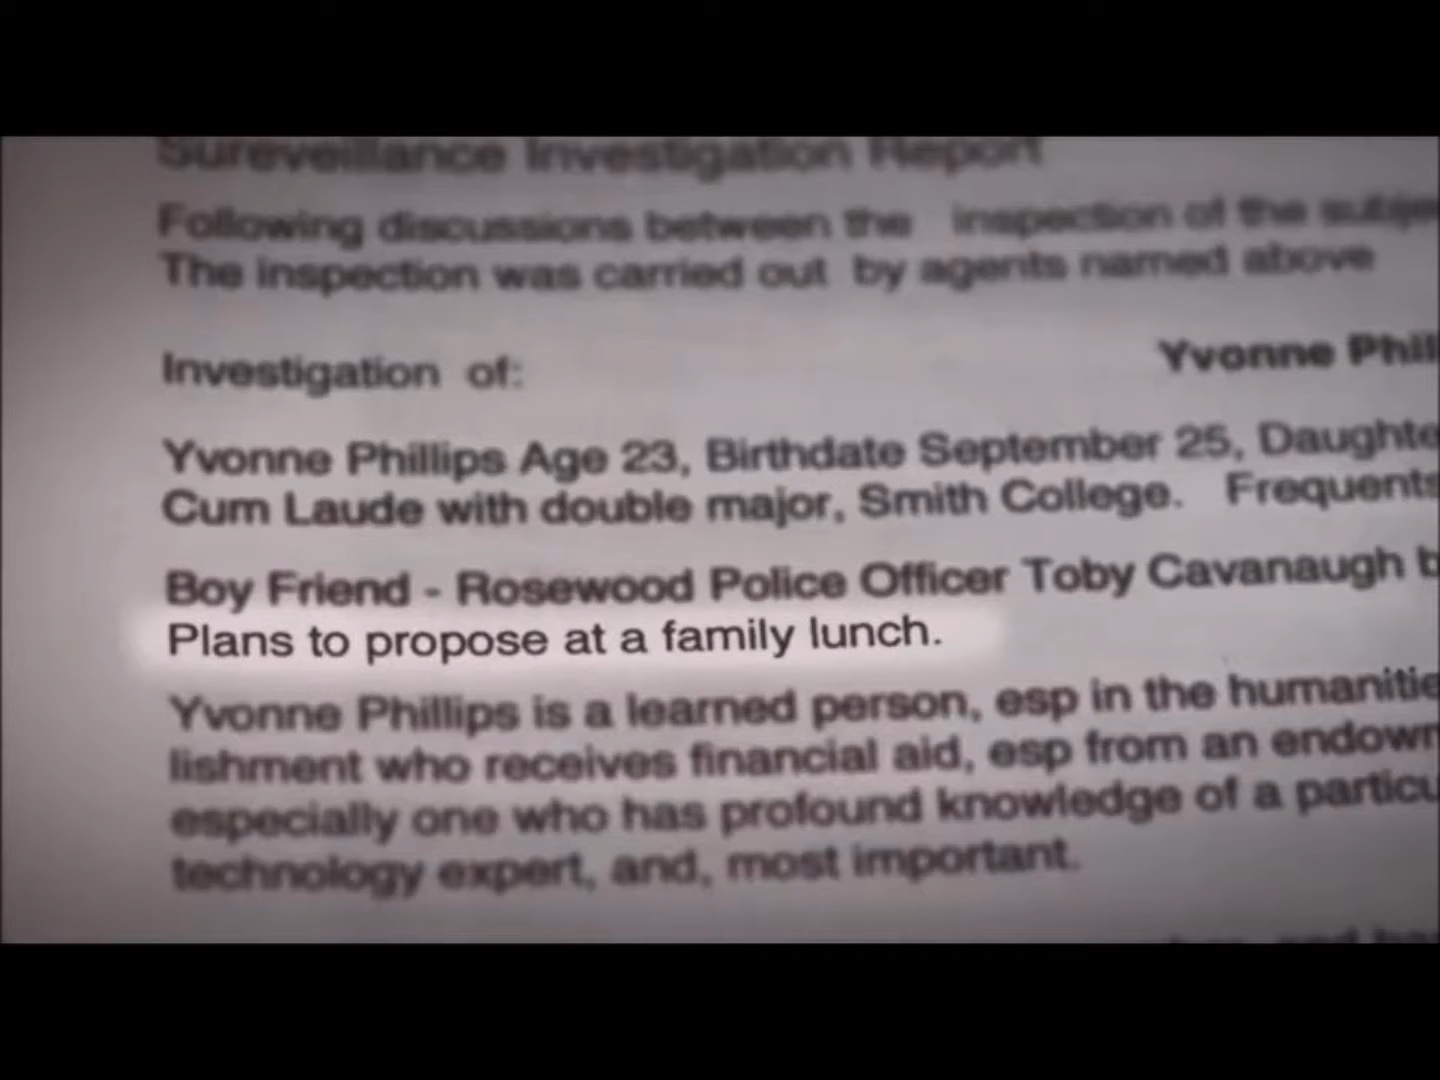 Sureveillance Investigation Report
Following discussions between the inspection of the
The inspection was carried out by agents named above
Investigation of:
Yvonne
Yvonne Phillips Age 23, Birthdate September 25,
Cum Laude with double major, Smith College. Frequents
Boy Friend - Rosewood Police Officer Toby Cavanaugh
Plans to propose at a family lunch.
Yvonne Phillips is a learned person, esp in the
lishment who receives financial aid, esp from an
especially one who has profound knowledge of a
technology expert, and, most important.